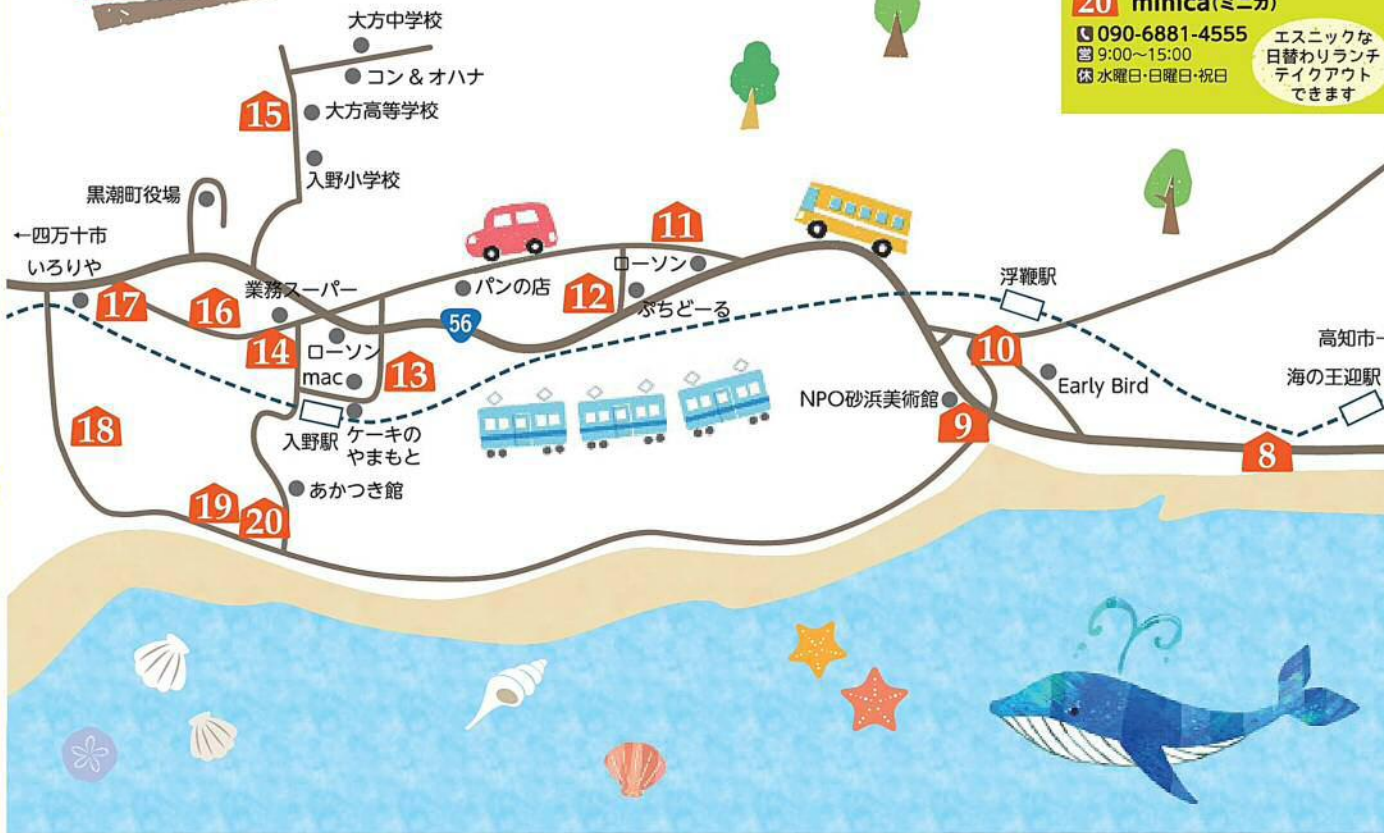 20 minica(ミニカ)
090-6881-4555
営 9:00～15:00
休 水曜日・日曜日・祝日
エスニックな
日替わりランチ
テイクアウト
できます
大方中学校
コン＆オハナ
15
大方高等学校
入野小学校
黒潮町役場
←四万十市
いろりや
17
16
業務スーパー
14
ローソン
mac
13
パンの店
56
11
ローソン
12
ぷちどーる
浮鞭駅
10
Early Bird
高知市
海の王迎駅
NPO砂浜美術館
9
8
18
入野駅
ケーキの
やまもと
あかつき館
19
20